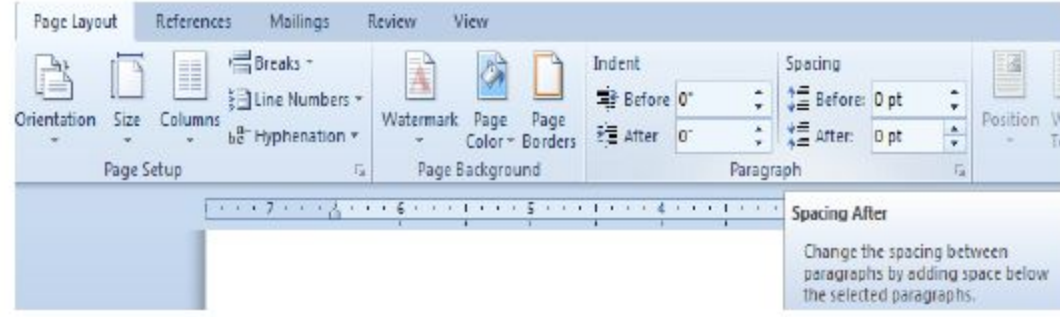 Page Layout References Mailings Review View
Breaks
Indent Spacing
Line Numbers Before 0" Before: 0 pt
Orientation Size Columns Watermark Page Page Position
Hyphenation Color Borders After 0" After: 0 pt
Page Setup Page Background Paragraph
7 6 5 4
Spacing After
Change the spacing between
paragraphs by adding space below
the selected paragraphs.